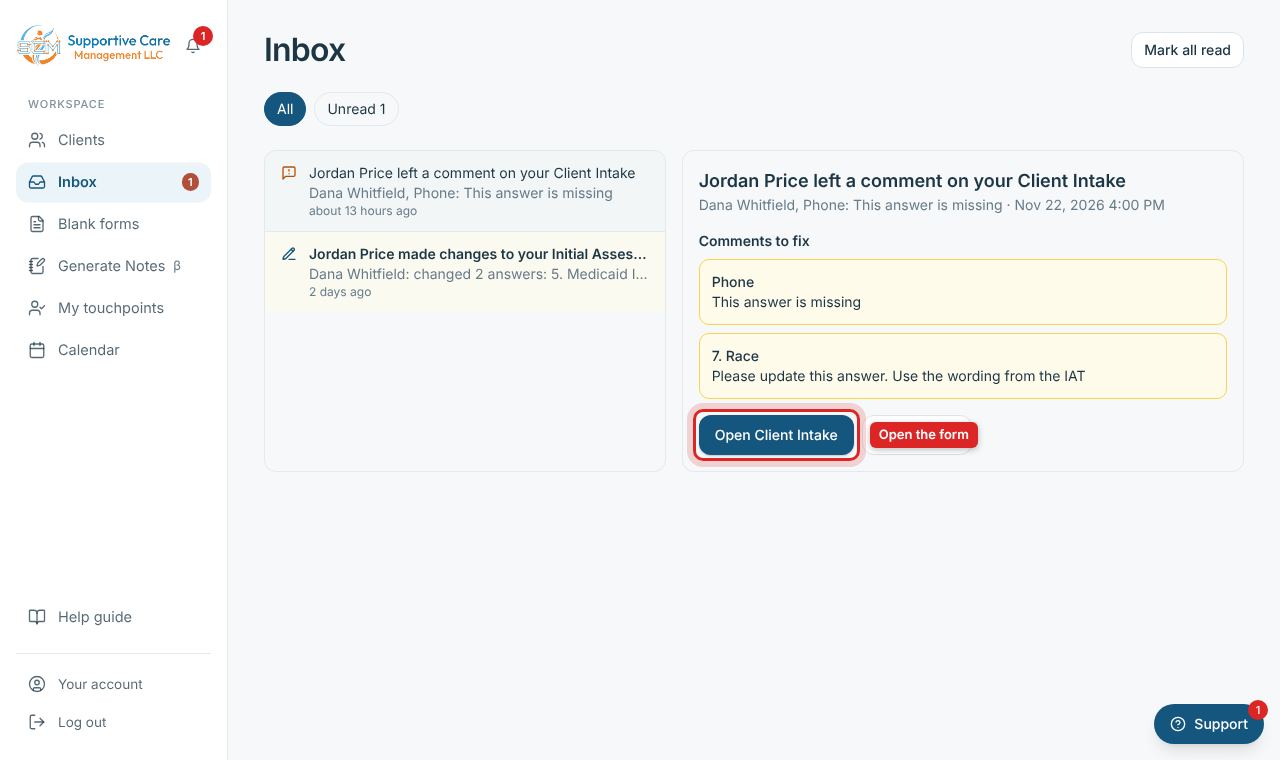 SCM
Supportive Care
Management LLC
1
WORKSPACE
Clients
Inbox
1
Blank forms
Generate Notes β
My touchpoints
Calendar
Help guide
Your account
Log out
Inbox
Mark all read
All
Unread 1
Jordan Price left a comment on your Client Intake
Dana Whitfield, Phone: This answer is missing
about 13 hours ago
Jordan Price made changes to your Initial Asses...
Dana Whitfield: changed 2 answers: 5. Medicaid I...
2 days ago
Jordan Price left a comment on your Client Intake
Dana Whitfield, Phone: This answer is missing · Nov 22, 2026 4:00 PM
Comments to fix
Phone
This answer is missing
7. Race
Please update this answer. Use the wording from the IAT
Open Client Intake
Open the form
Support
1